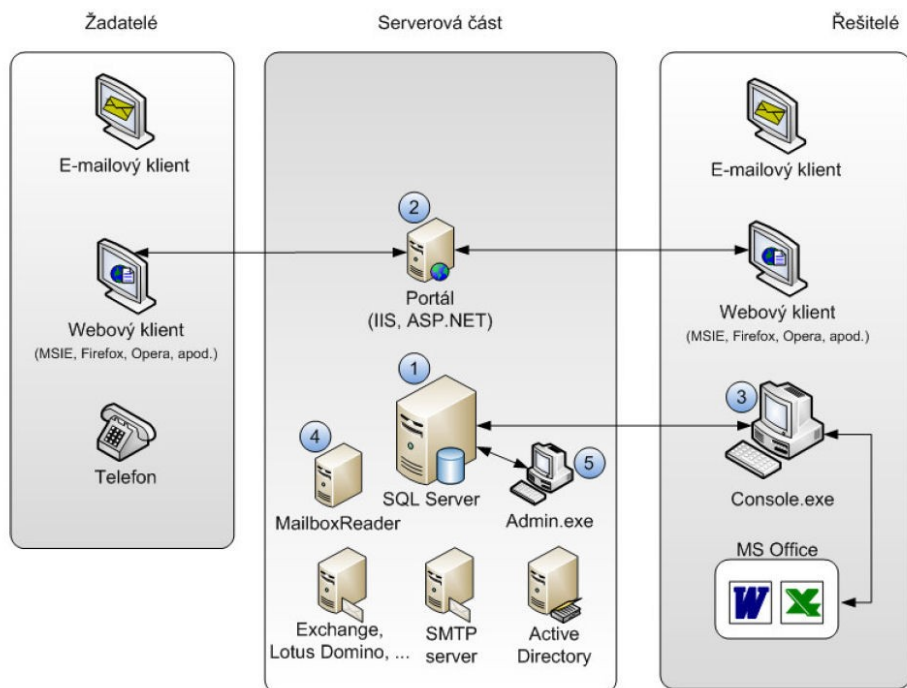 Žadatelé
Serverová část
Řešitelé
E-mailový klient
Webový klient
(MSIE, Firefox, Opera, apod.)
Telefon
2
Portál
(IIS, ASP.NET)
1
SQL Server
4
MailboxReader
5
Admin.exe
Exchange,
Lotus Domino, ...
SMTP
server
Active
Directory
E-mailový klient
Webový klient
(MSIE, Firefox, Opera, apod.)
3
Console.exe
MS Office
W
X